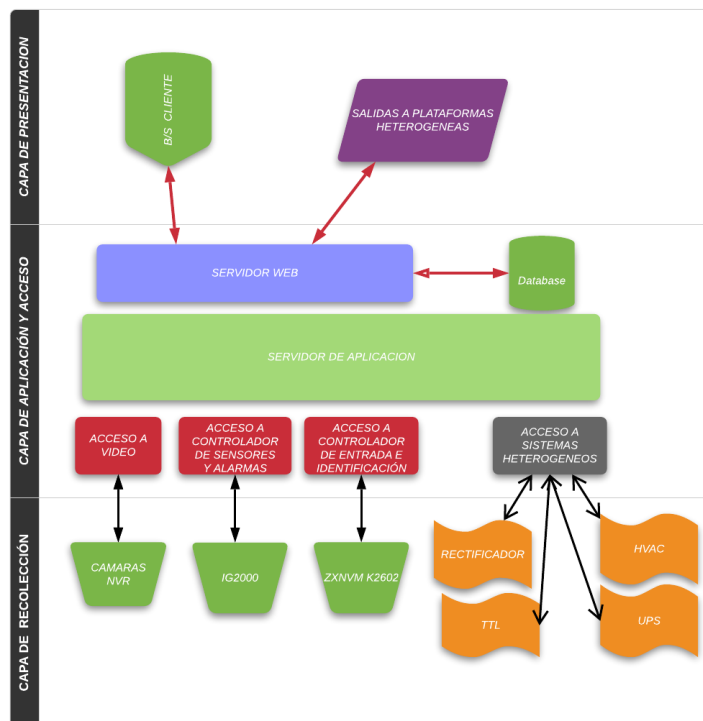 CAPA DE PRESENTACION
B/S CLIENTE
SALIDAS A PLATAFORMAS
HETEROGENEAS
CAPA DE APLICACIÓN Y ACCESO
SERVIDOR WEB
Database
SERVIDOR DE APLICACION
ACCESO A
VIDEO
ACCESO A
CONTROLADOR
DE SENSORES
Y ALARMAS
ACCESO A
CONTROLADOR
DE ENTRADA E
IDENTIFICACIÓN
ACCESO A
SISTEMAS
HETEROGENEOS
CAPA DE RECOLECCIÓN
CAMARAS
NVR
IG2000
ZXNVM K2602
RECTIFICADOR
HVAC
TTL
UPS